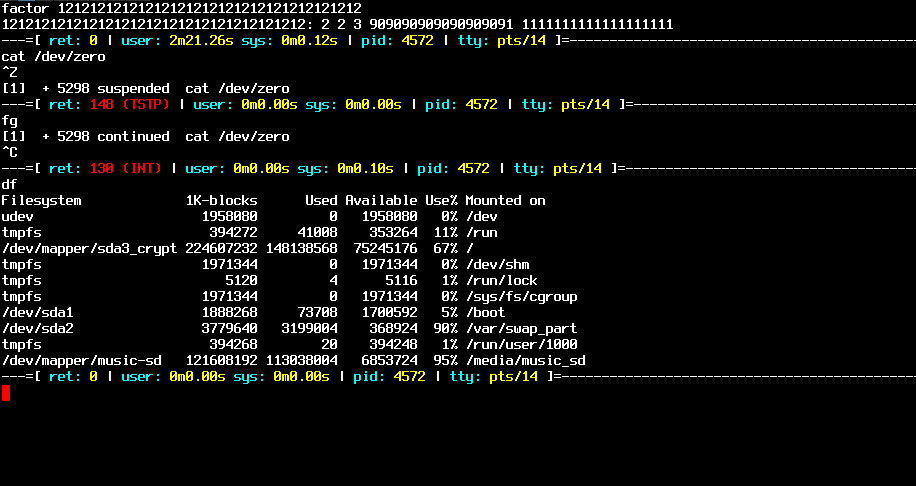 factor 12121212121212121212121212121212121212
12121212121212121212121212121212121212: 2 2 3 909090909090909091 1111111111111111111
---=[ ret: 0 | user: 2m21.26s sys: 0m0.12s | pid: 4572 | tty: pts/14 ]=--------------------------------------------
cat /dev/zero
^Z
[1]  + 5298 suspended  cat /dev/zero
---=[ ret: 148 (TSTP) | user: 0m0.00s sys: 0m0.00s | pid: 4572 | tty: pts/14 ]=------------------------------------
fg
[1]  + 5298 continued  cat /dev/zero
^C
---=[ ret: 130 (INT) | user: 0m0.00s sys: 0m0.10s | pid: 4572 | tty: pts/14 ]=-------------------------------------
df
Filesystem             1K-blocks      Used Available Use% Mounted on
udev                     1958080         0   1958080   0% /dev
tmpfs                     394272     41008    353264  11% /run
/dev/mapper/sda3_crypt 224607232 148138568  75245176  67% /
tmpfs                    1971344         0   1971344   0% /dev/shm
tmpfs                       5120         4      5116   1% /run/lock
tmpfs                    1971344         0   1971344   0% /sys/fs/cgroup
/dev/sda1                1888268     73708   1700592   5% /boot
/dev/sda2                3779640   3199004    368924  90% /var/swap_part
tmpfs                     394268        20    394248   1% /run/user/1000
/dev/mapper/music-sd   121608192 113038004   6853724  95% /media/music_sd
---=[ ret: 0 | user: 0m0.00s sys: 0m0.00s | pid: 4572 | tty: pts/14 ]=---------------------------------------------